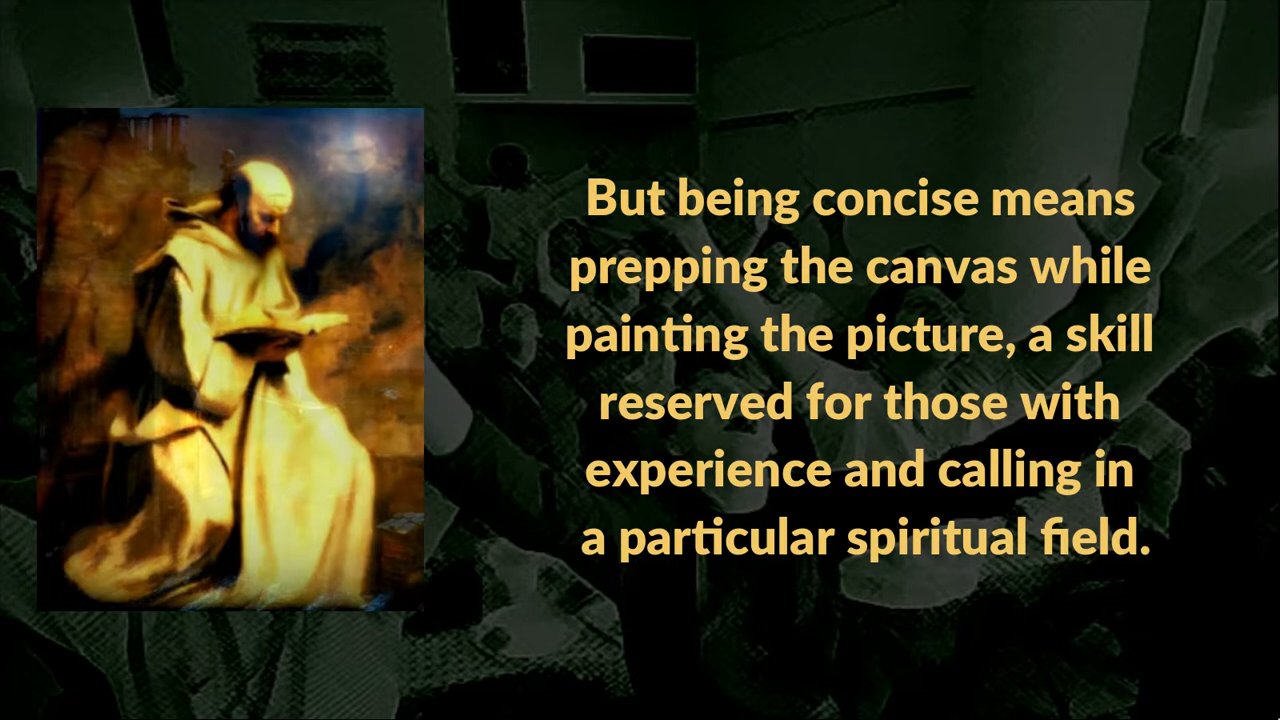 But being concise means
prepping the canvas while
painting the picture, a skill
reserved for those with
experience and calling in
a particular spiritual field.